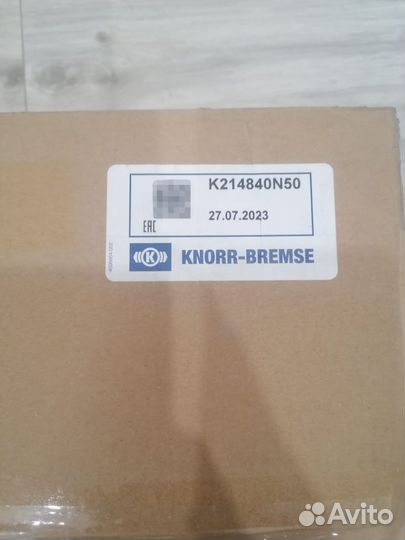 K214840N50
27.07.2023
EAC
K KNORR-BREMSE
Avito